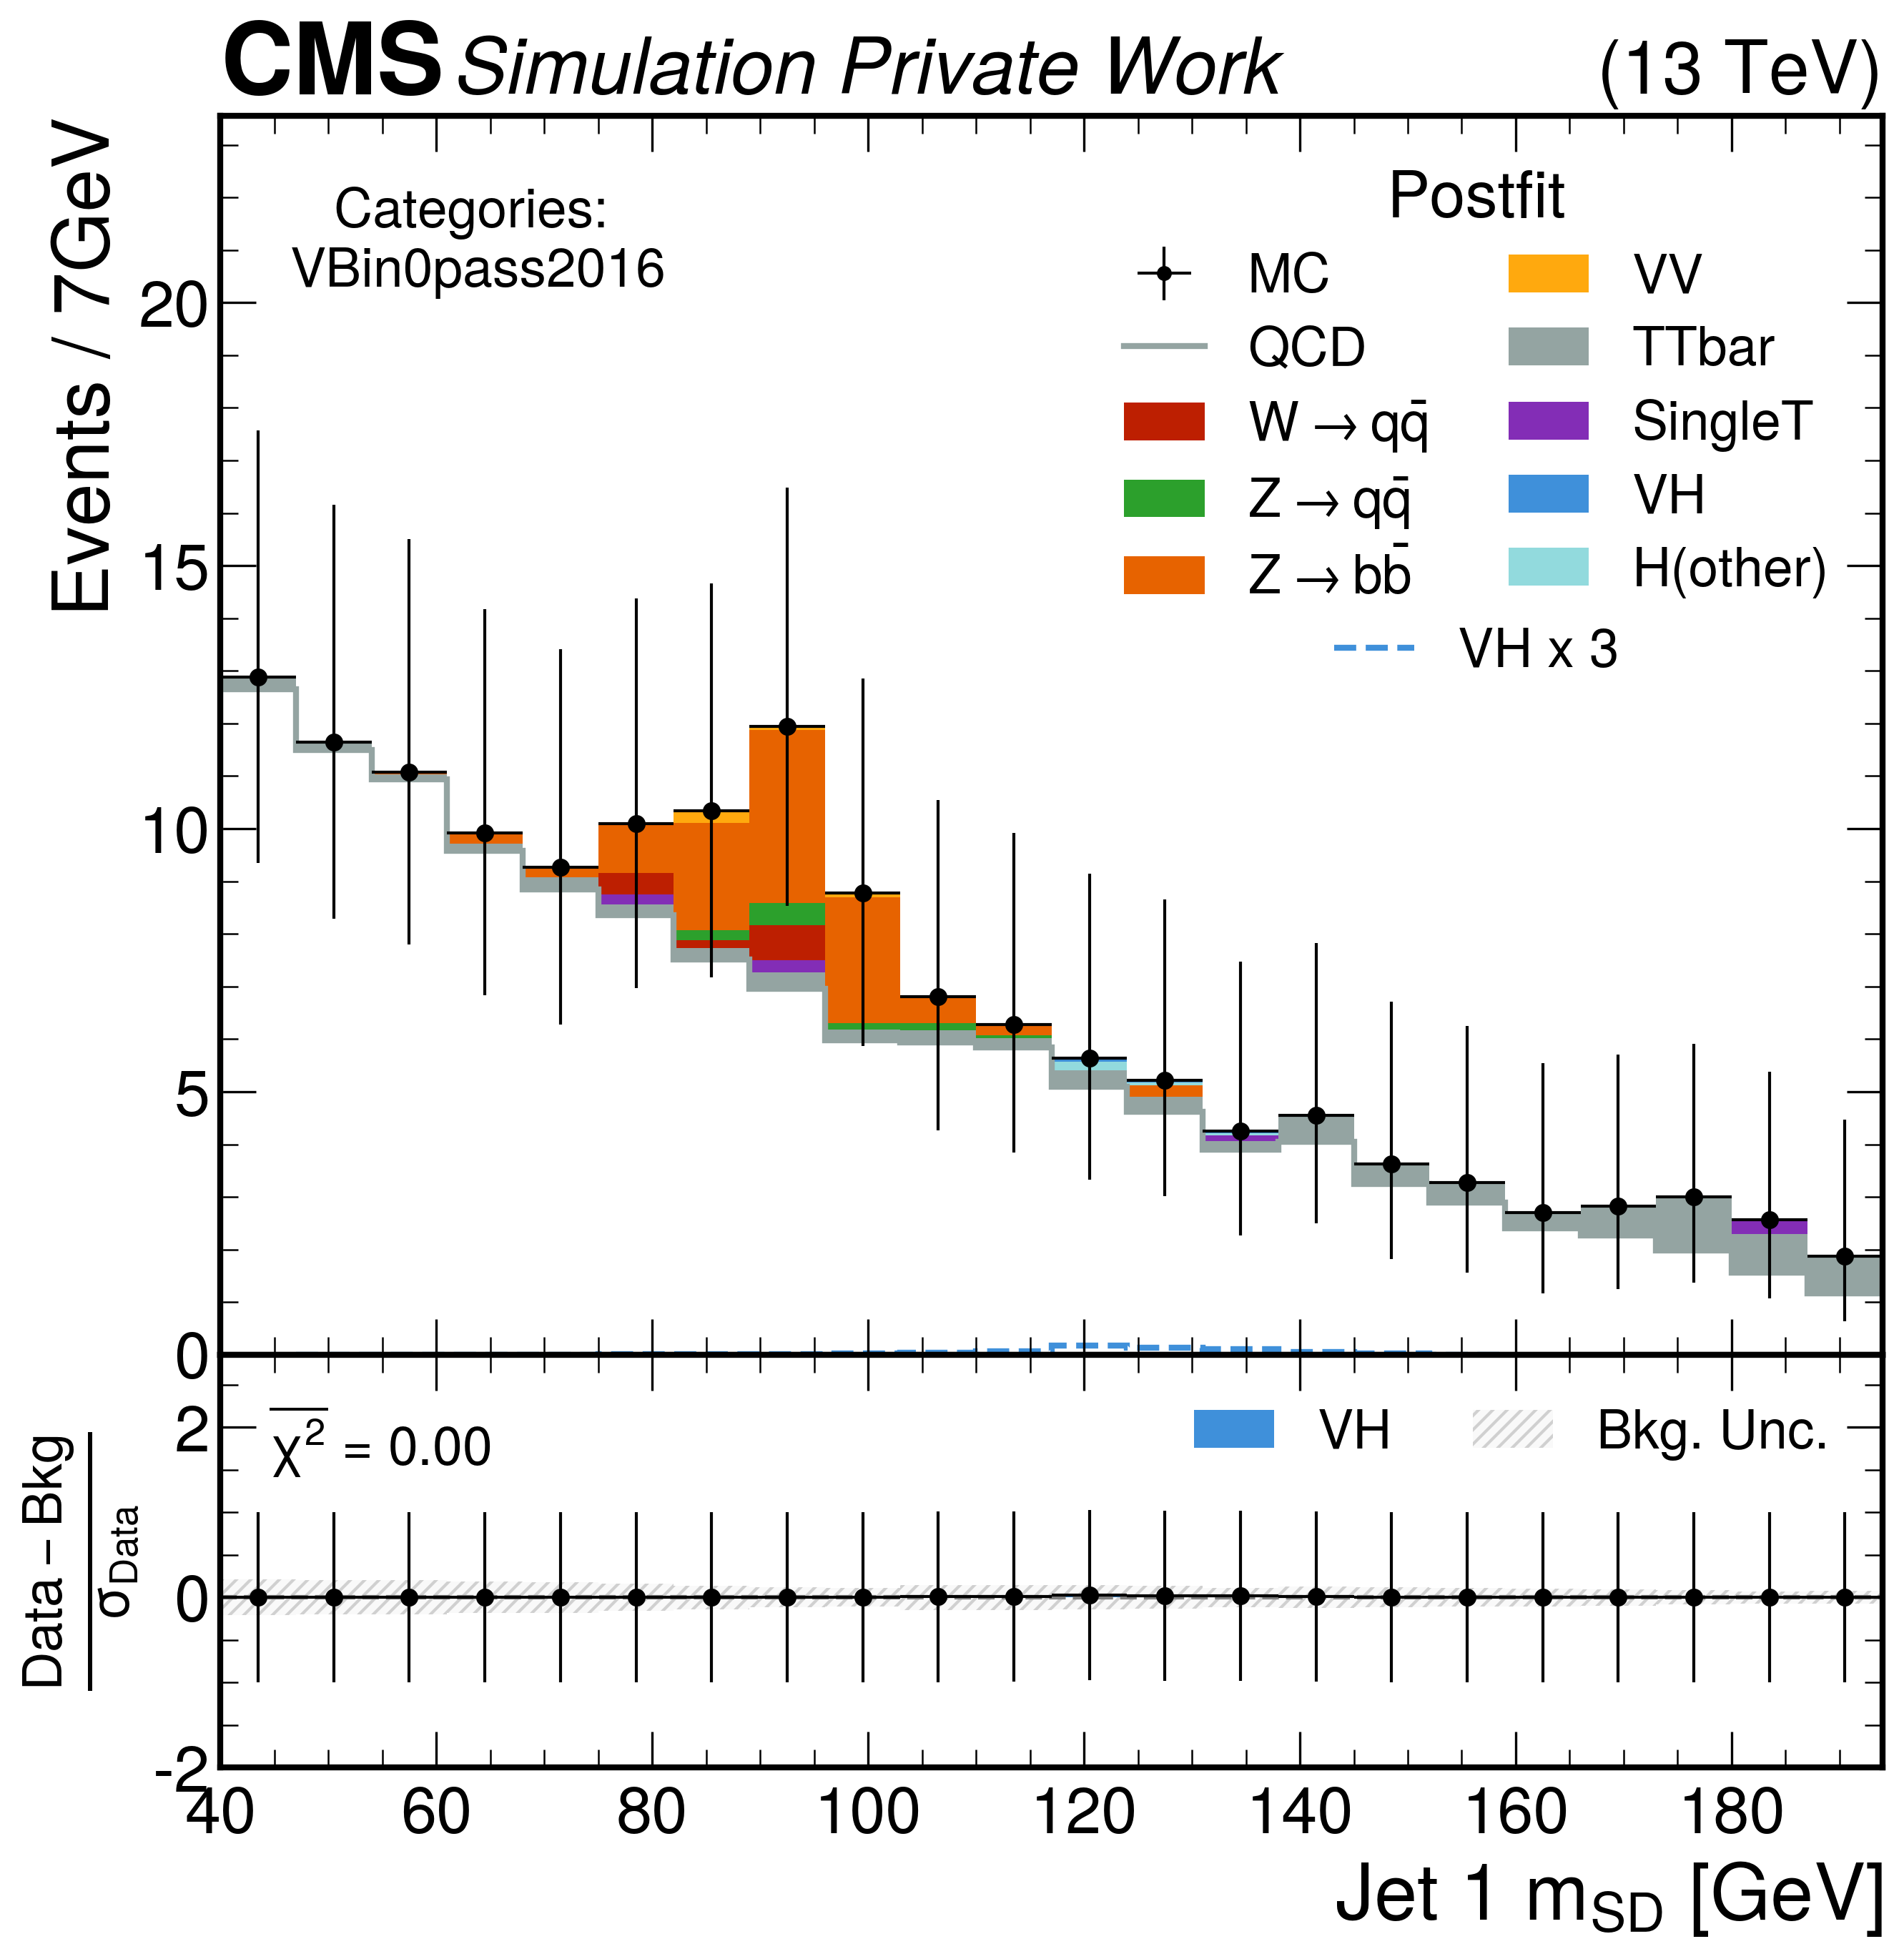 CMS Simulation Private Work (13 TeV)
Events / 7GeV
Categories:
VBin0pass2016
Postfit
MC
QCD
W → qq̄
Z → qq̄
Z → bb̄
VV
TTbar
SingleT
VH
H(other)
VH x 3
20
15
10
5
0
Data − Bkg
σData
χ² = 0.00
VH
Bkg. Unc.
2
0
-2
40 60 80 100 120 140 160 180
Jet 1 mSD [GeV]